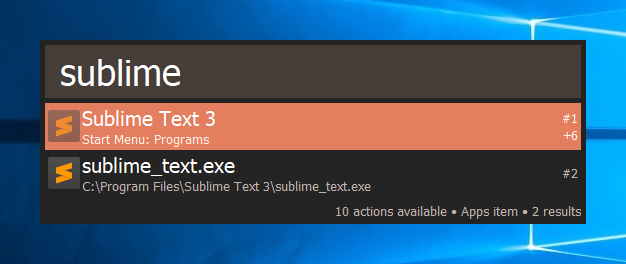 sublime
Sublime Text 3
#1
Start Menu: Programs
+6
sublime_text.exe
#2
C:\Program Files\Sublime Text 3\sublime_text.exe
10 actions available • Apps item • 2 results